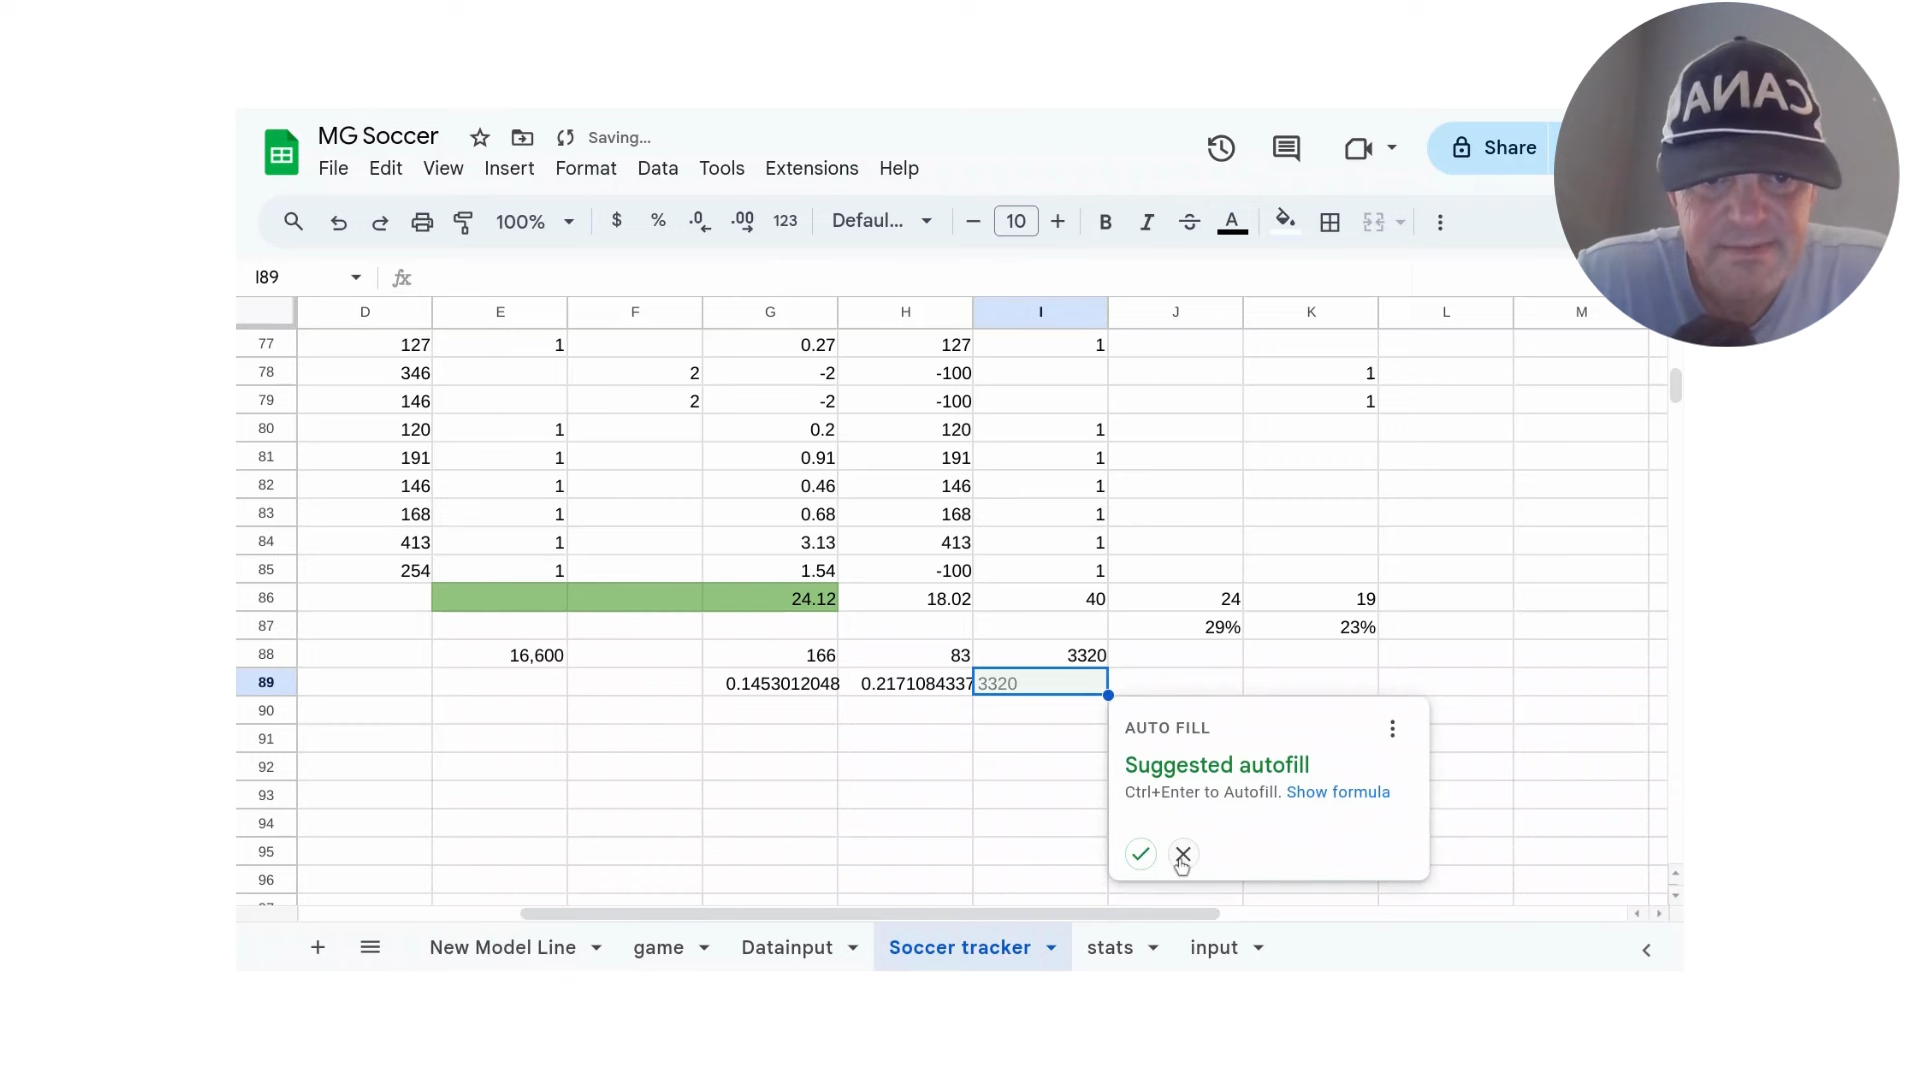 CANA
MG Soccer Saving...
File Edit View Insert Format Data Tools Extensions Help
Share
100% $ % .0 .00 123 Defaul... − 10 + B I S A
I89 fx
D E F G H I J K L M
77 127 1 0.27 127 1
78 346 2 -2 -100 1
79 146 2 -2 -100 1
80 120 1 0.2 120 1
81 191 1 0.91 191 1
82 146 1 0.46 146 1
83 168 1 0.68 168 1
84 413 1 3.13 413 1
85 254 1 1.54 -100 1
86 24.12 18.02 40 24 19
87 29% 23%
88 16,600 166 83 3320
89 0.1453012048 0.2171084337 3320
90
91
92
93
94
95
96
AUTO FILL
Suggested autofill
Ctrl+Enter to Autofill. Show formula
+ New Model Line game Datainput Soccer tracker stats input